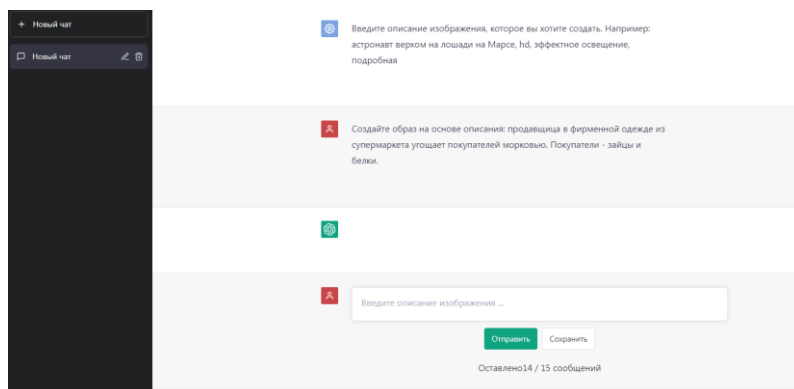 + Новый чат
Новый чат
Введите описание изображения, которое вы хотите создать. Например:
астронавт верхом на лошади на Марсе, hd, эффектное освещение,
подробная
Создайте образ на основе описания: продавщица в фирменной одежде из
супермаркета угощает покупателей морковью. Покупатели - зайцы и
белки.
Введите описание изображения ...
Отправить Сохранить
Оставлено14 / 15 сообщений